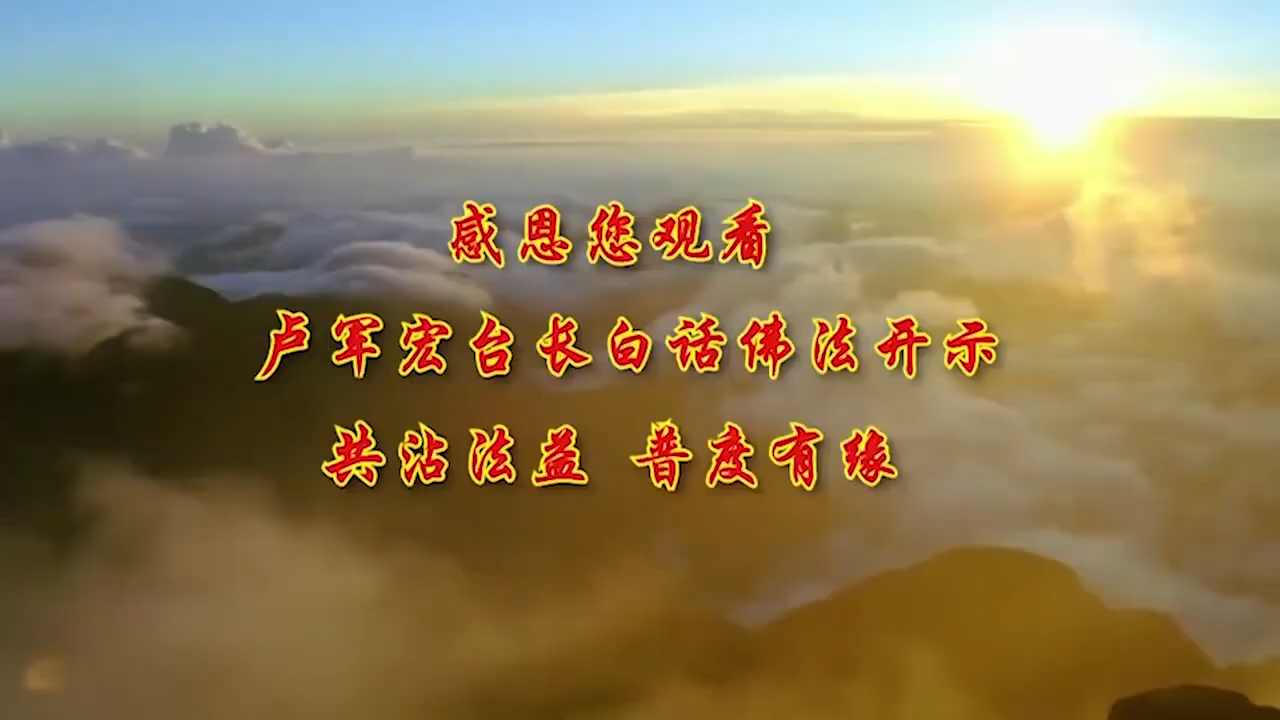 感恩您观看
卢军宏台长白话佛法开示
共沾法益 普度有缘